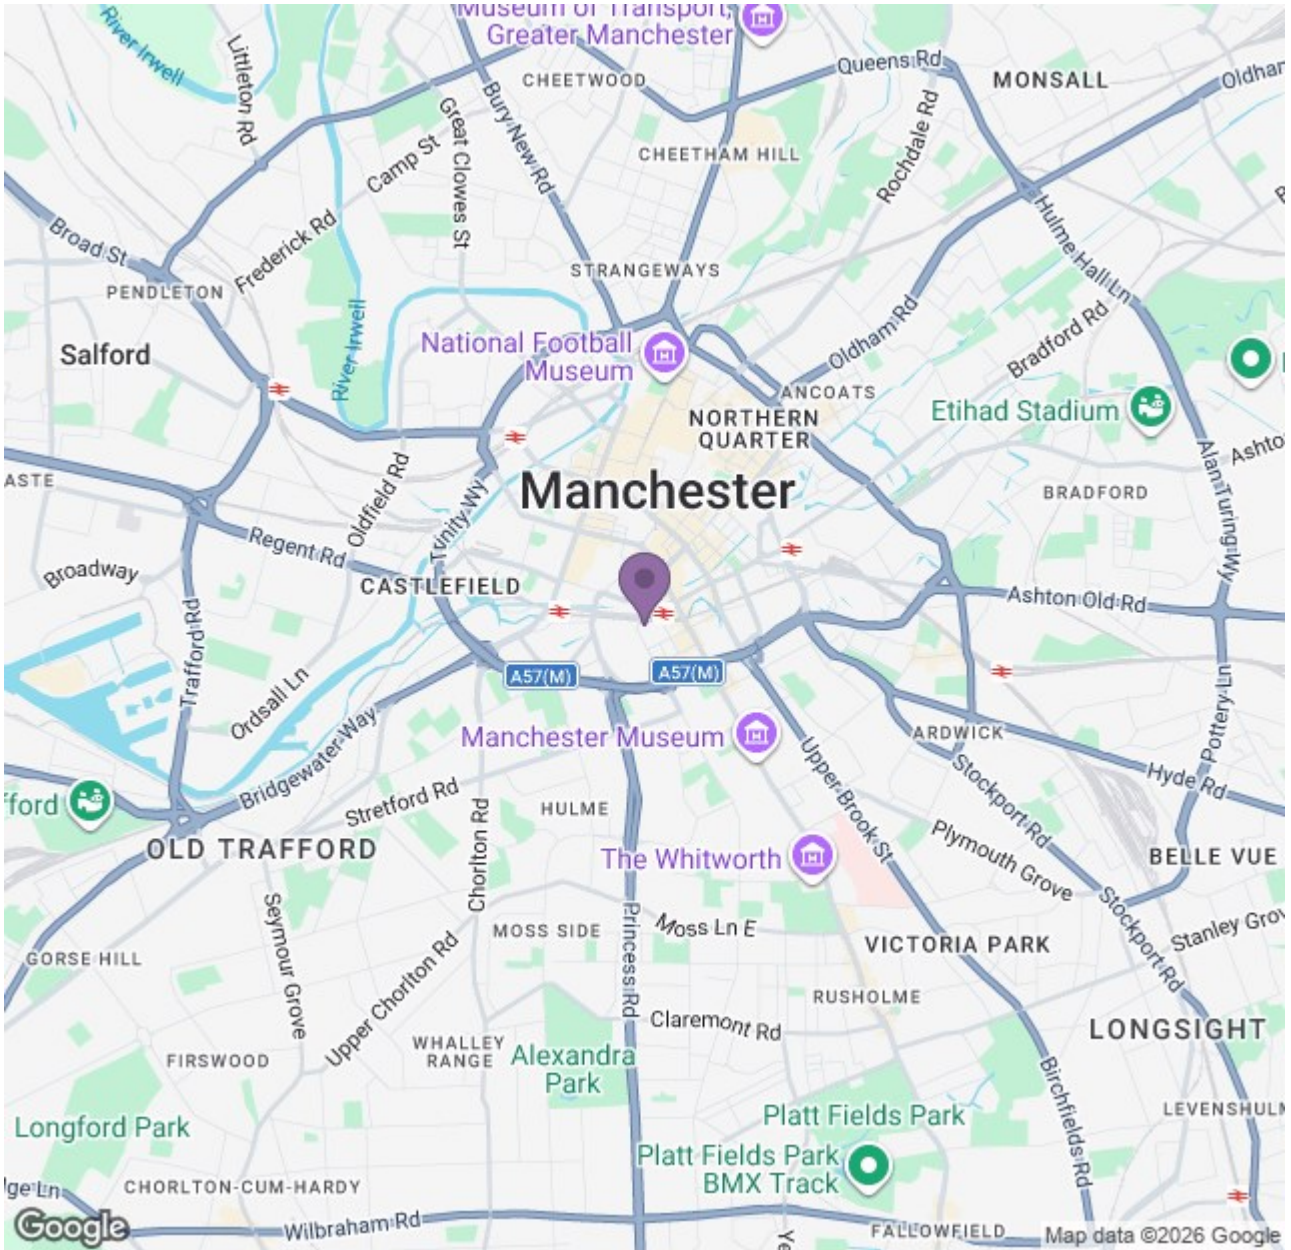 Museum of Transport,
Greater Manchester
River Irwell
Littleton Rd
CHEETWOOD
Queens Rd
MONSALL
Great Clowes St
Bury New Rd
Camp St
CHEETHAM HILL
Rochdale Rd
Broad St
Frederick Rd
PENDLETON
STRANGEWAYS
Hulme Hall Ln
Salford
River Irwell
National Football
Museum
Oldham Rd
Bradford Rd
ANCOATS
NORTHERN
QUARTER
Etihad Stadium
Oldfield Rd
Trinity Wy
Manchester
BRADFORD
Alan Turing Wy
Regent Rd
Broadway
CASTLEFIELD
Ashton Old Rd
Trafford Rd
A57(M)
A57(M)
Ordsall Ln
Bridgewater Way
Manchester Museum
ARDWICK
Pottery Ln
Upper Brook St
Stockport Rd
Hyde Rd
Stretford Rd
HULME
Chorlton Rd
OLD TRAFFORD
The Whitworth
Plymouth Grove
BELLE VUE
Seymour Grove
Princess Rd
Moss Ln E
MOSS SIDE
VICTORIA PARK
Stockport Rd
GORSE HILL
Upper Chorlton Rd
RUSHOLME
Claremont Rd
LONGSIGHT
WHALLEY
RANGE
FIRSWOOD
Alexandra
Park
Birchfields Rd
Longford Park
Platt Fields Park
Platt Fields Park
BMX Track
CHORLTON-CUM-HARDY
Wilbraham Rd
FALLOWFIELD
Google
Map data ©2026 Google